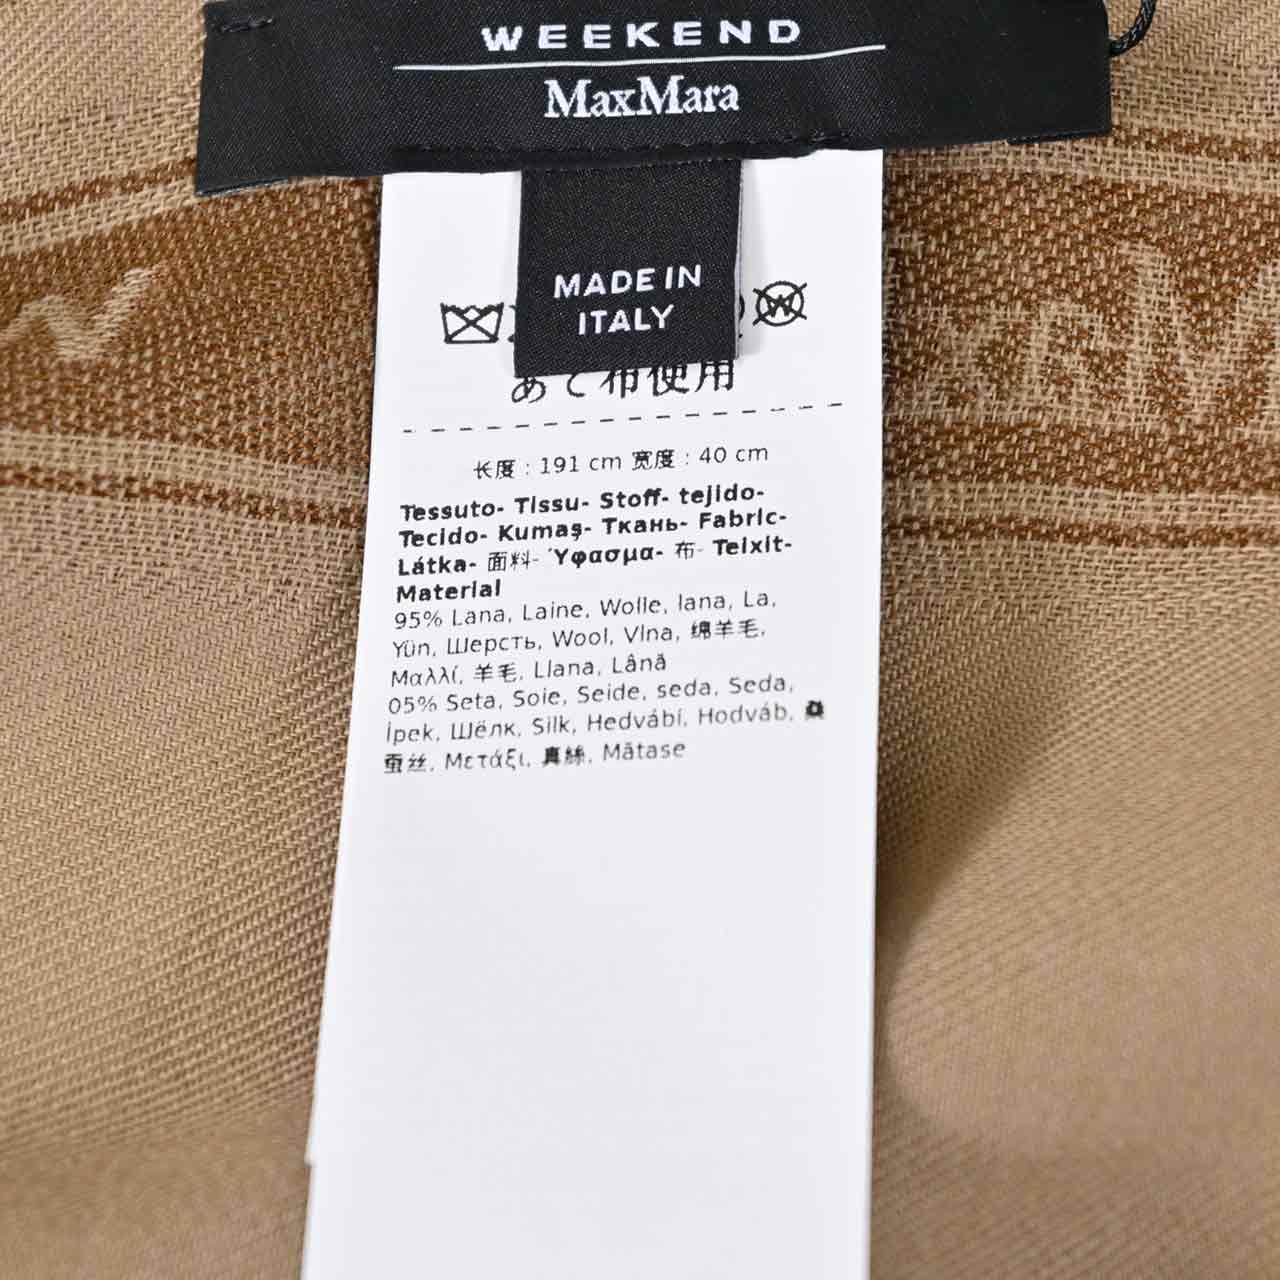 WEEKEND
MaxMara
MADE IN
ITALY
あて布使用
长度 : 191 cm 宽度 : 40 cm
Tessuto- Tissu- Stoff- tejido-
Tecido- Kumaş- Ткань- Fabric-
Látka- 面料- Ύφασμα- 布- Teixit-
Material
95% Lana, Laine, Wolle, lana, La,
Yün, Шерсть, Wool, Vlna, 绵羊毛,
Μαλλί, 羊毛, Llana, Lână
05% Seta, Soie, Seide, seda, Seda,
İpek, Шёлк, Silk, Hedvábí, Hodváb, 桑
蚕丝, Μετάξι, 真絲, Mătase